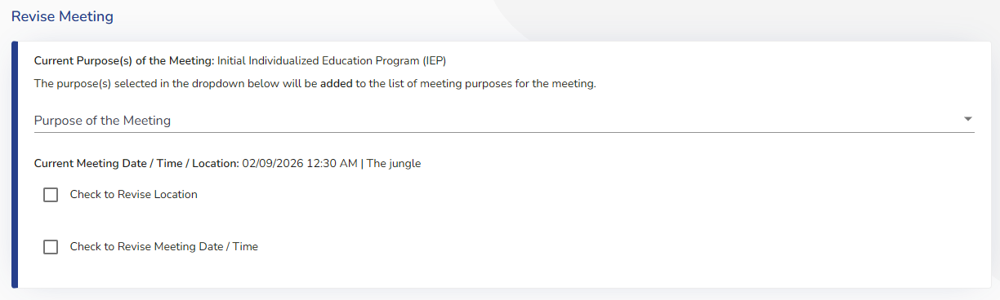 Revise Meeting
Current Purpose(s) of the Meeting: Initial Individualized Education Program (IEP)
The purpose(s) selected in the dropdown below will be added to the list of meeting purposes for the meeting.
Purpose of the Meeting
Current Meeting Date / Time / Location: 02/09/2026 12:30 AM | The jungle
Check to Revise Location
Check to Revise Meeting Date / Time